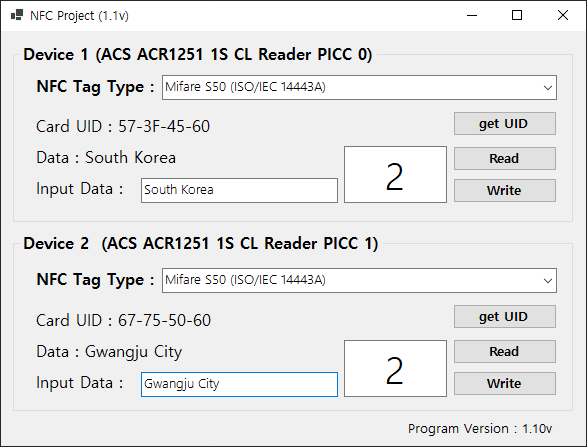 NFC Project (1.1v)
Device 1 (ACS ACR1251 1S CL Reader PICC 0)
NFC Tag Type : Mifare S50 (ISO/IEC 14443A)
Card UID : 57-3F-45-60
get UID
Data : South Korea
2
Read
Input Data : South Korea
Write
Device 2 (ACS ACR1251 1S CL Reader PICC 1)
NFC Tag Type : Mifare S50 (ISO/IEC 14443A)
Card UID : 67-75-50-60
get UID
Data : Gwangju City
2
Read
Input Data : Gwangju City
Write
Program Version : 1.10v